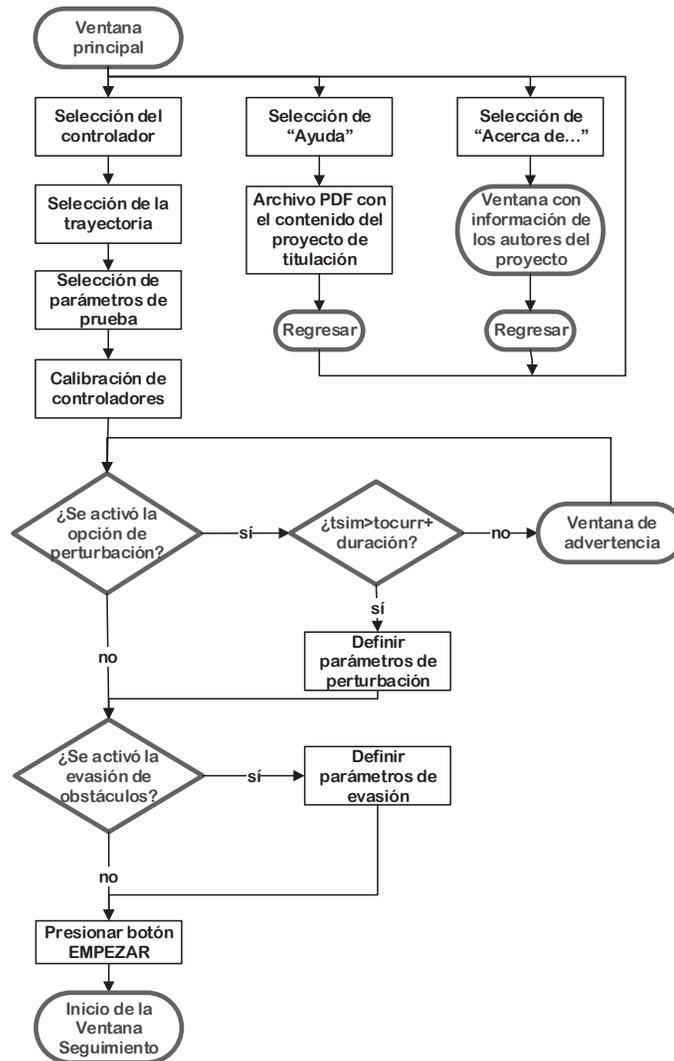 Ventana
principal
Selección del
controlador
Selección de
“Ayuda”
Selección de
“Acerca de...”
Selección de la
trayectoria
Archivo PDF con
el contenido del
proyecto de
titulación
Ventana con
información de
los autores del
proyecto
Selección de
parámetros de
prueba
Regresar
Regresar
Calibración de
controladores
¿Se activó la
opción de
perturbación?
sí
¿tsim>tocurr+
duración?
no
Ventana de
advertencia
sí
no
Definir
parámetros de
perturbación
¿Se activó la
evasión de
obstáculos?
sí
Definir
parámetros de
evasión
no
Presionar botón
EMPEZAR
Inicio de la
Ventana
Seguimiento